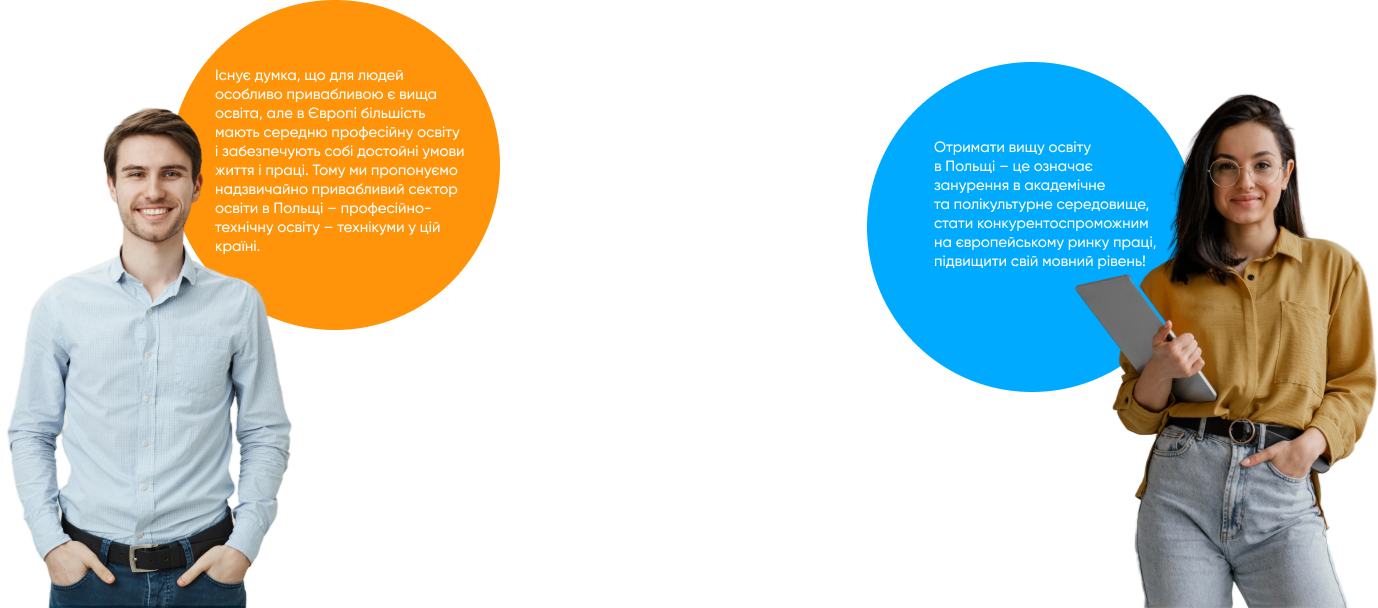 Існує думка, що для людей
особливо привабливою є вища
освіта, але в Європі більшість
мають середню професійну освіту
і забезпечують собі достойні умови
життя і праці. Тому ми пропонуємо
надзвичайно привабливий сектор
освіти в Польщі – професійно-
технічну освіту – технікуми у цій
країні.
Отримати вищу освіту
в Польщі – це означає
занурення в академічне
та полікультурне середовище,
стати конкурентоспроможним
на європейському ринку праці,
підвищити свій мовний рівень!